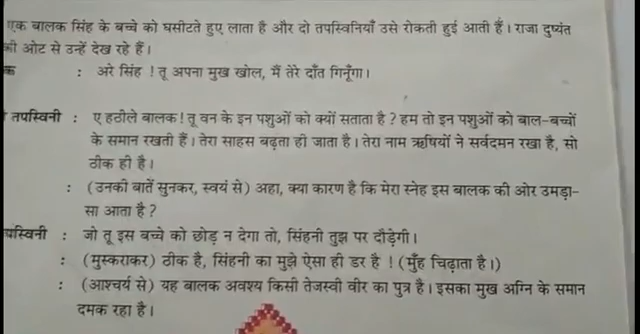 एक बालक सिंह के बच्चे को घसीटते हुए लाता है और दो तपस्विनियाँ उसे रोकती हुई आती हैं। राजा दुष्यंत
की ओट से उन्हें देख रहे हैं।
क : अरे सिंह ! तू अपना मुख खोल, मैं तेरे दाँत गिनूँगा।
तपस्विनी : ए हठीले बालक! तू वन के इन पशुओं को क्यों सताता है ? हम तो इन पशुओं को बाल-बच्चों
के समान रखती हैं। तेरा साहस बढ़ता ही जाता है। तेरा नाम ऋषियों ने सर्वदमन रखा है, सो
ठीक ही है।
: (उनकी बातें सुनकर, स्वयं से) अहा, क्या कारण है कि मेरा स्नेह इस बालक की ओर उमड़ा-
सा आता है ?
पस्विनी : जो तू इस बच्चे को छोड़ न देगा तो, सिंहनी तुझ पर दौड़ेगी।
: (मुस्कराकर) ठीक है, सिंहनी का मुझे ऐसा ही डर है ! (मुँह चिढ़ाता है।)
: (आश्चर्य से) यह बालक अवश्य किसी तेजस्वी वीर का पुत्र है। इसका मुख अग्नि के समान
दमक रहा है।